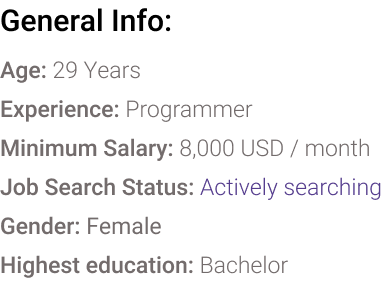 General Info:
Age: 29 Years
Experience: Programmer
Minimum Salary: 8,000 USD / month
Job Search Status: Actively searching
Gender: Female
Highest education: Bachelor